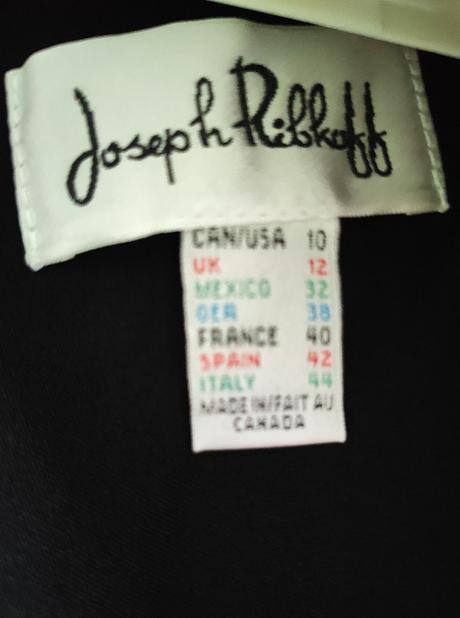 Joseph Ribkoff
CAN/USA 10
UK 12
MEXICO 32
GER 38
FRANCE 40
SPAIN 42
ITALY 44
MADE IN/FAIT AU
CANADA